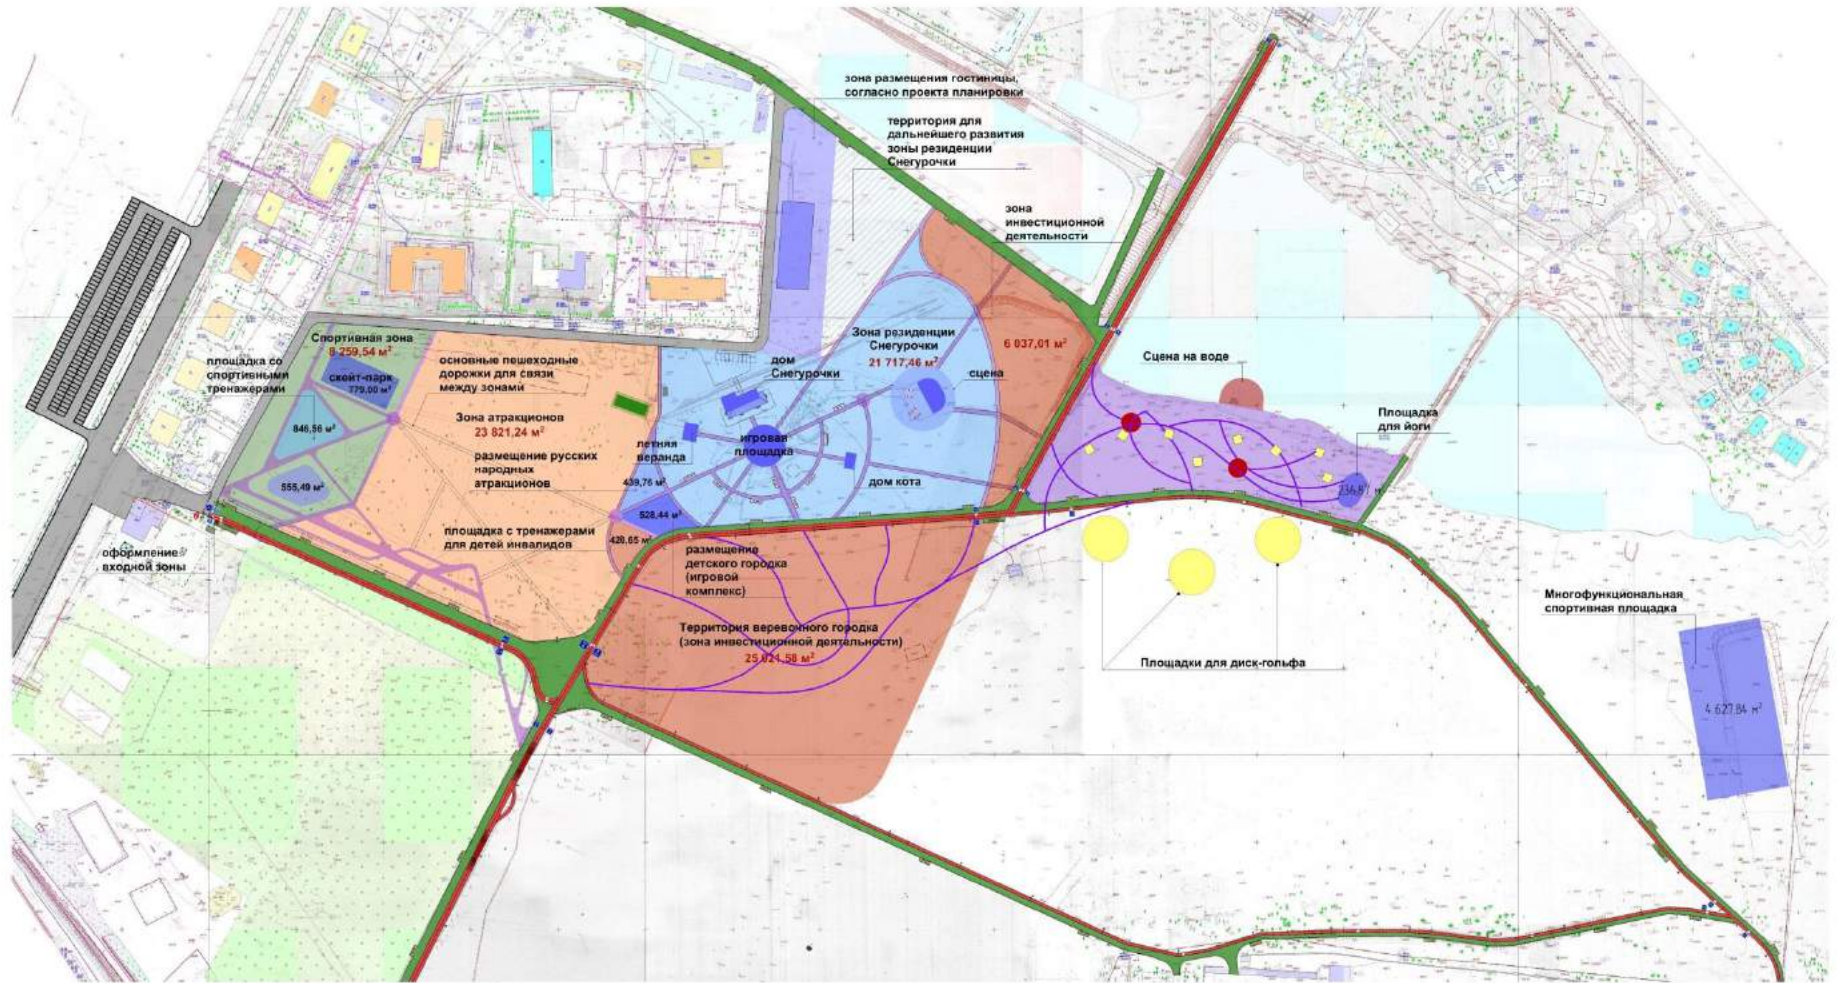 зона размещения гостиницы,
согласно проекта планировки
территория для
дальнейшего развития
зоны резиденции
Снегурочки
зона
инвестиционной
деятельности
Спортивная зона
8 259,54 м²
скейт-парк
779,00 м²
площадка со
спортивными
тренажерами
846,56 м²
555,49 м²
основные пешеходные
дорожки для связи
между зонами
Зона атракционов
23 821,24 м²
размещение русских
народных
атракционов
площадка с тренажерами
для детей инвалидов
оформление
входной зоны
дом
Снегурочки
Зона резиденции
Снегурочки
21 717,46 м²
сцена
6 037,01 м²
летняя
веранда
игровая
площадка
дом кота
439,76 м²
528,44 м²
428,65 м²
размещение
детского городка
(игровой
комплекс)
Территория веревочного городка
(зона инвестиционной деятельности)
25 021,58 м²
Сцена на воде
Площадка
для йоги
236,87 м
Площадки для диск-гольфа
Многофункциональная
спортивная площадка
4 627,84 м²